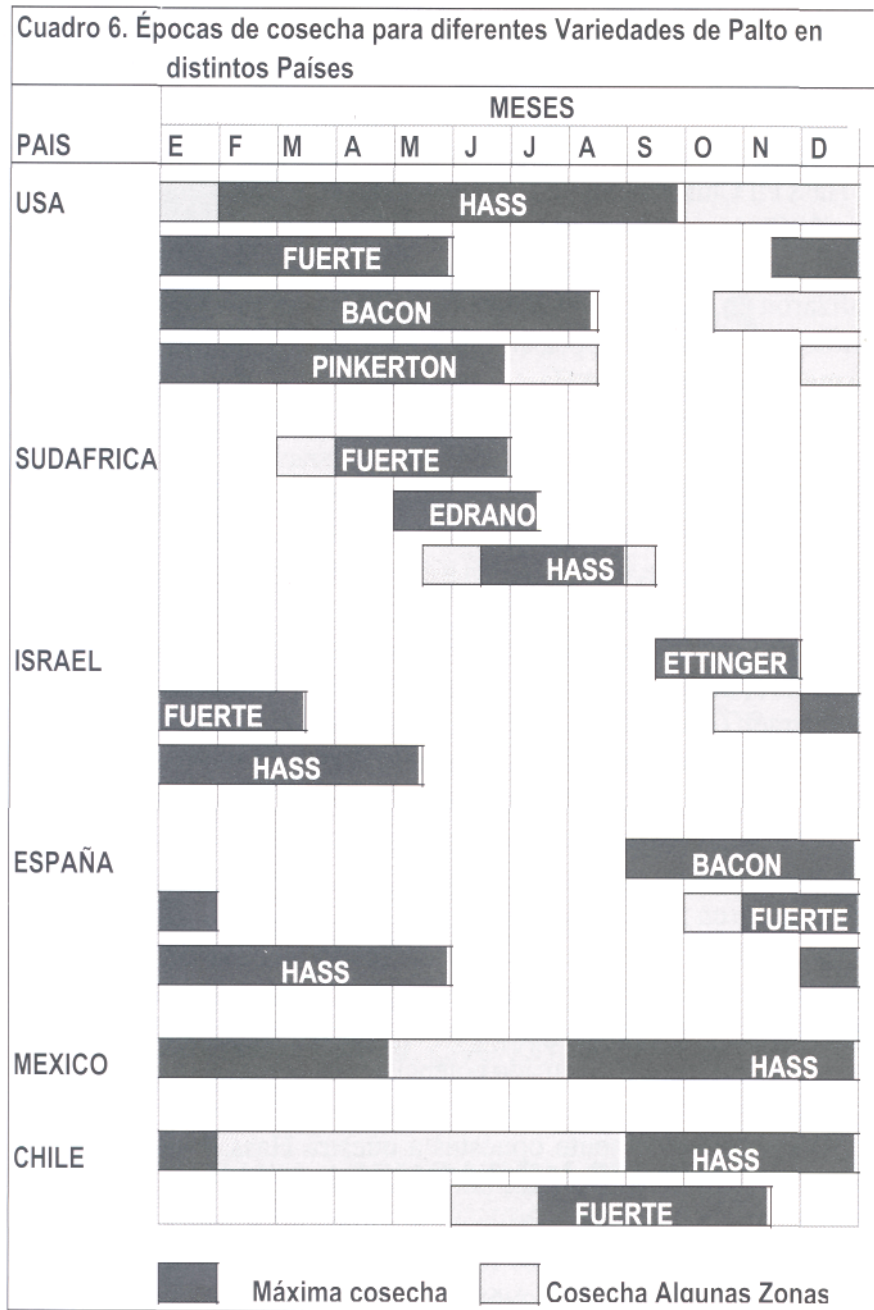 Cuadro 6. Épocas de cosecha para diferentes Variedades de Palto en
distintos Países
MESES
PAIS E F M A M J J A S O N D
USA HASS
FUERTE
BACON
PINKERTON
SUDAFRICA FUERTE
EDRANO
HASS
ISRAEL ETTINGER
FUERTE
HASS
ESPAÑA BACON
FUERTE
HASS
MEXICO HASS
CHILE HASS
FUERTE
Máxima cosecha Cosecha Algunas Zonas